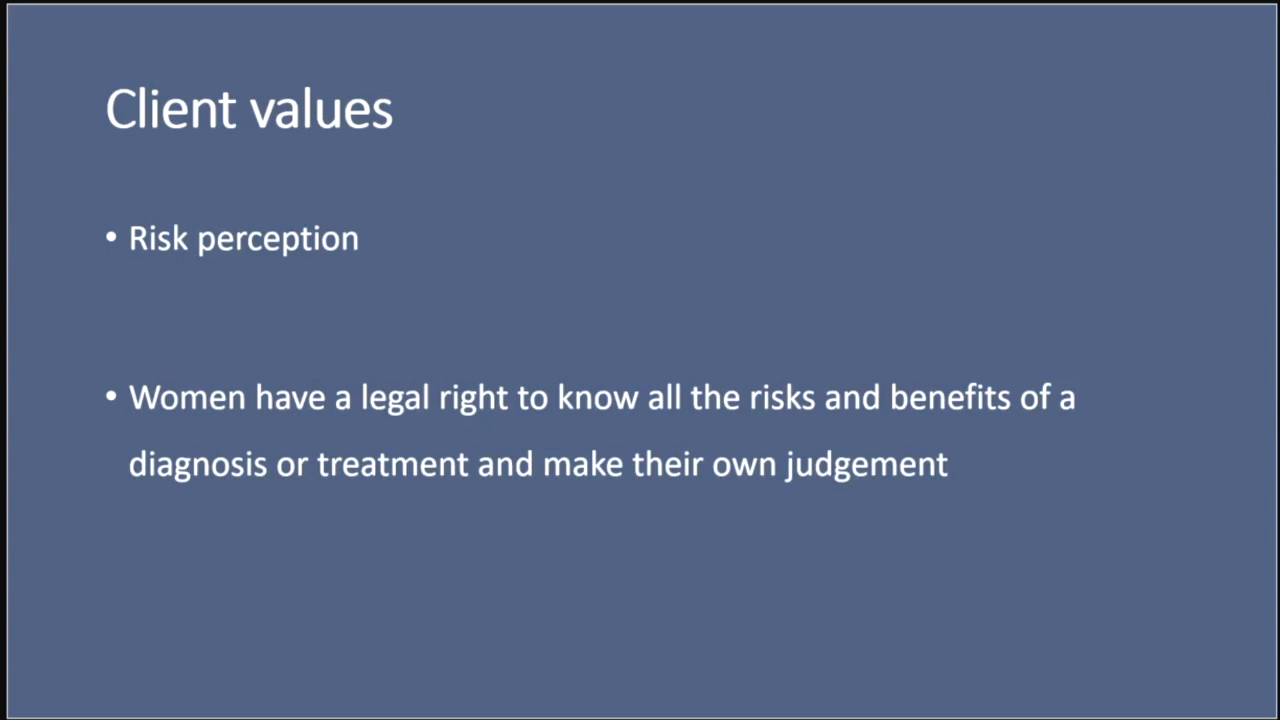 Client values
• Risk perception
• Women have a legal right to know all the risks and benefits of a
diagnosis or treatment and make their own judgement